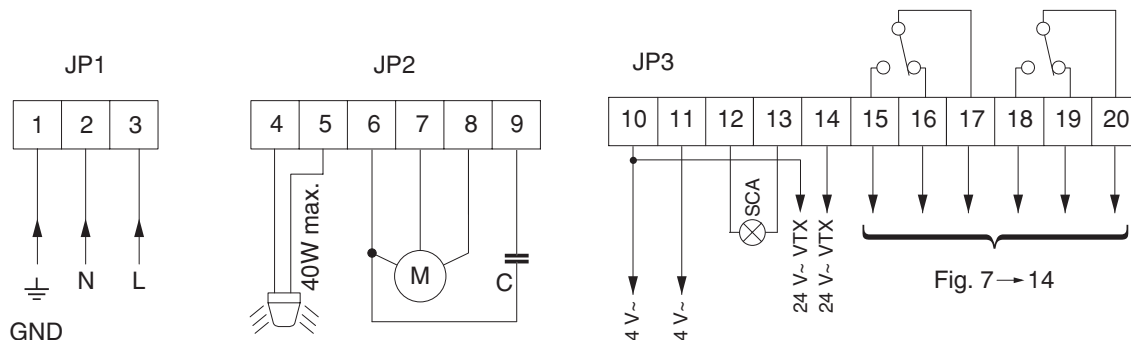 JP1
JP2
JP3
1 2 3
4 5 6 7 8 9
10 11 12 13 14 15 16 17 18 19 20
40W max.
SCA
M
C
N
L
GND
4 V~
4 V~
24 V~ VTX
24 V~ VTX
Fig. 7→14